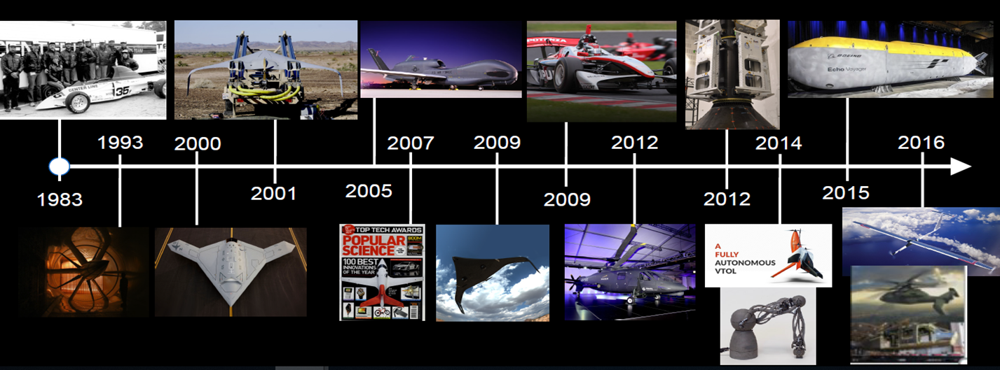 CENTER LINE
135
POTENZA
BOEING
Echo Voyager
1993
2000
2007
2009
2012
2014
2016
1983
2001
2005
2009
2012
2015
TOP TECH AWARDS
POPULAR
SCIENCE
BOOM
100 BEST
INNOVATIONS
OF THE YEAR
A
FULLY
AUTONOMOUS
VTOL